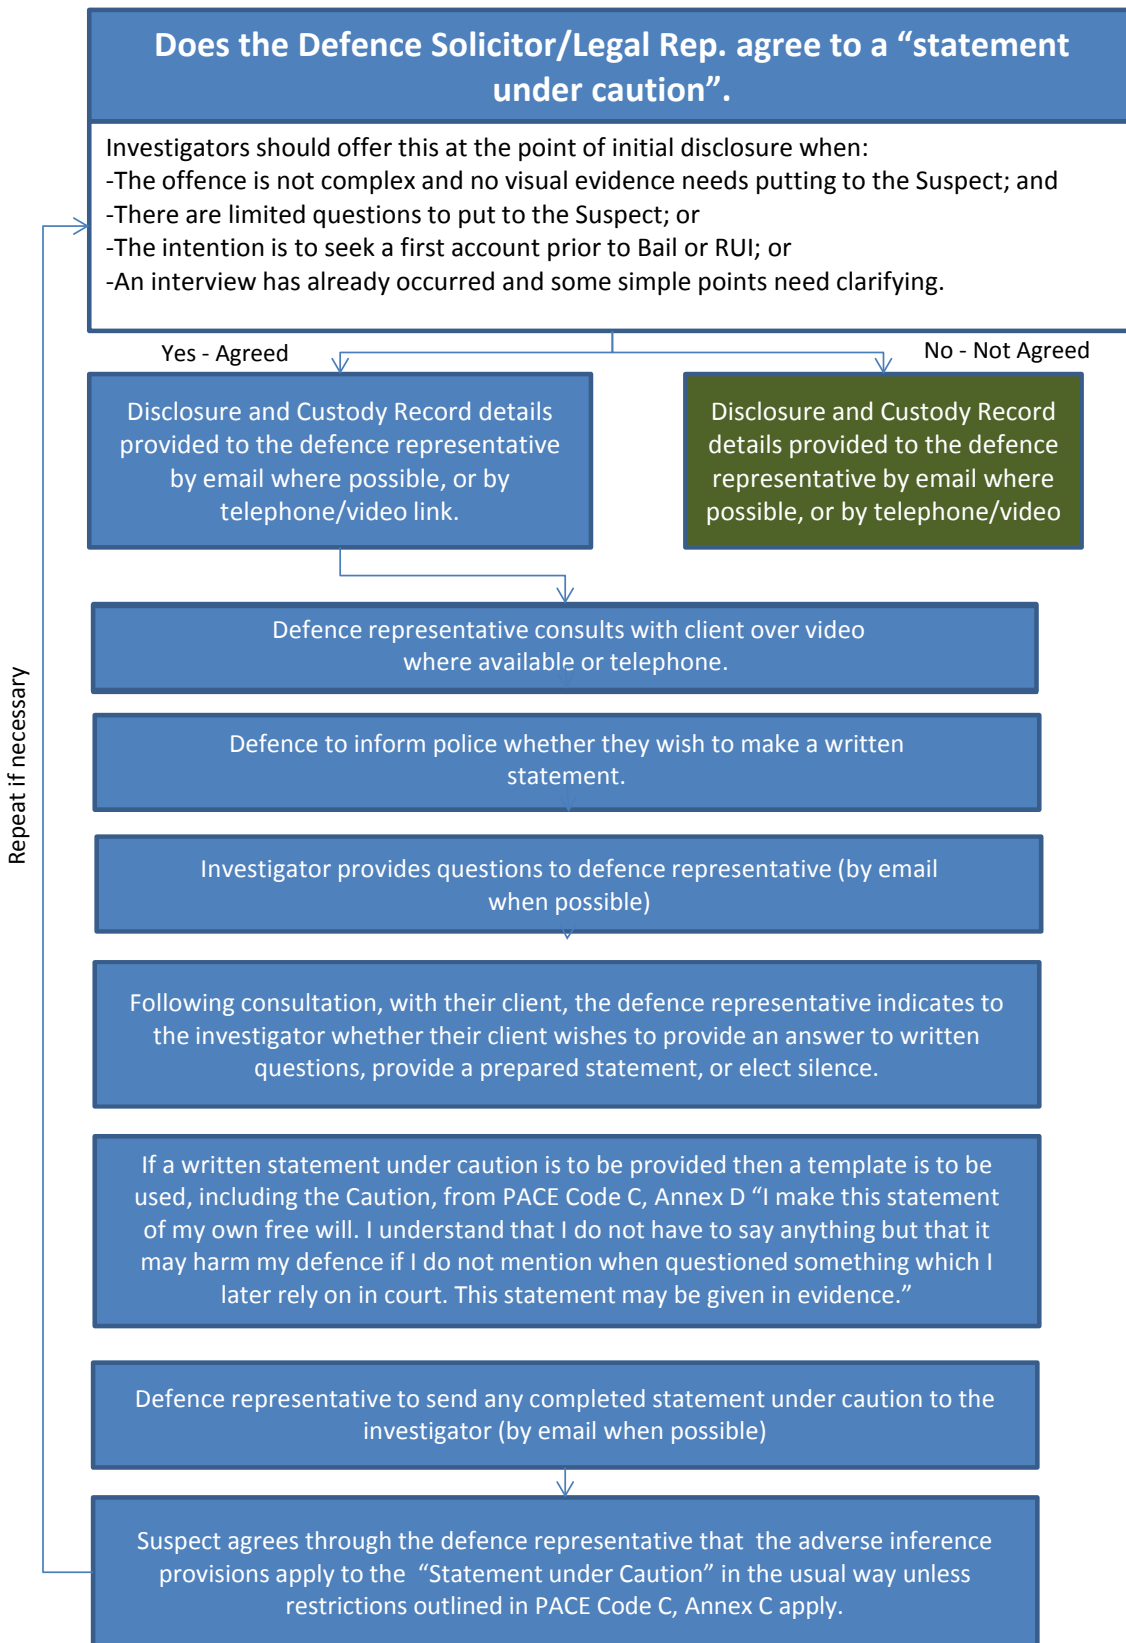 Does the Defence Solicitor/Legal Rep. agree to a “statement
under caution”.
Investigators should offer this at the point of initial disclosure when:
-The offence is not complex and no visual evidence needs putting to the Suspect; and
-There are limited questions to put to the Suspect; or
-The intention is to seek a first account prior to Bail or RUI; or
-An interview has already occurred and some simple points need clarifying.
Yes - Agreed
No - Not Agreed
Disclosure and Custody Record details
provided to the defence representative
by email where possible, or by
telephone/video link.
Disclosure and Custody Record
details provided to the defence
representative by email where
possible, or by telephone/video
Defence representative consults with client over video
where available or telephone.
Defence to inform police whether they wish to make a written
statement.
Investigator provides questions to defence representative (by email
when possible)
Following consultation, with their client, the defence representative indicates to
the investigator whether their client wishes to provide an answer to written
questions, provide a prepared statement, or elect silence.
If a written statement under caution is to be provided then a template is to be
used, including the Caution, from PACE Code C, Annex D “I make this statement
of my own free will. I understand that I do not have to say anything but that it
may harm my defence if I do not mention when questioned something which I
later rely on in court. This statement may be given in evidence.”
Defence representative to send any completed statement under caution to the
investigator (by email when possible)
Suspect agrees through the defence representative that the adverse inference
provisions apply to the “Statement under Caution” in the usual way unless
restrictions outlined in PACE Code C, Annex C apply.
Repeat if necessary